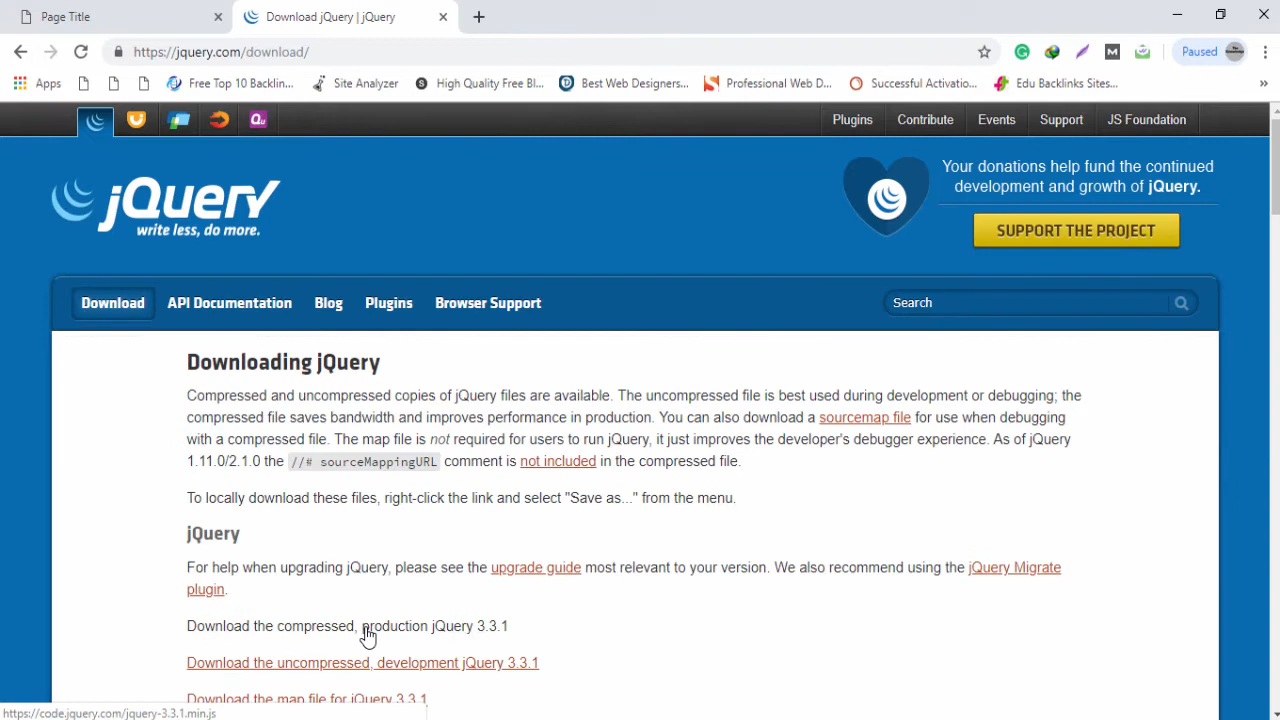 Page Title
Download jQuery | jQuery
https://jquery.com/download/
Paused
Apps
Free Top 10 Backlin...
Site Analyzer
High Quality Free Bl...
Best Web Designers...
Professional Web D...
Successful Activatio...
Edu Backlinks Sites...
Plugins
Contribute
Events
Support
JS Foundation
jQuery
write less, do more.
Your donations help fund the continued
development and growth of jQuery.
SUPPORT THE PROJECT
Download
API Documentation
Blog
Plugins
Browser Support
Search
Downloading jQuery
Compressed and uncompressed copies of jQuery files are available. The uncompressed file is best used during development or debugging; the
compressed file saves bandwidth and improves performance in production. You can also download a sourcemap file for use when debugging
with a compressed file. The map file is not required for users to run jQuery, it just improves the developer's debugger experience. As of jQuery
1.11.0/2.1.0 the //# sourceMappingURL comment is not included in the compressed file.
To locally download these files, right-click the link and select "Save as..." from the menu.
jQuery
For help when upgrading jQuery, please see the upgrade guide most relevant to your version. We also recommend using the jQuery Migrate
plugin.
Download the compressed, production jQuery 3.3.1
Download the uncompressed, development jQuery 3.3.1
Download the map file for jQuery 3.3.1
https://code.jquery.com/jquery-3.3.1.min.js